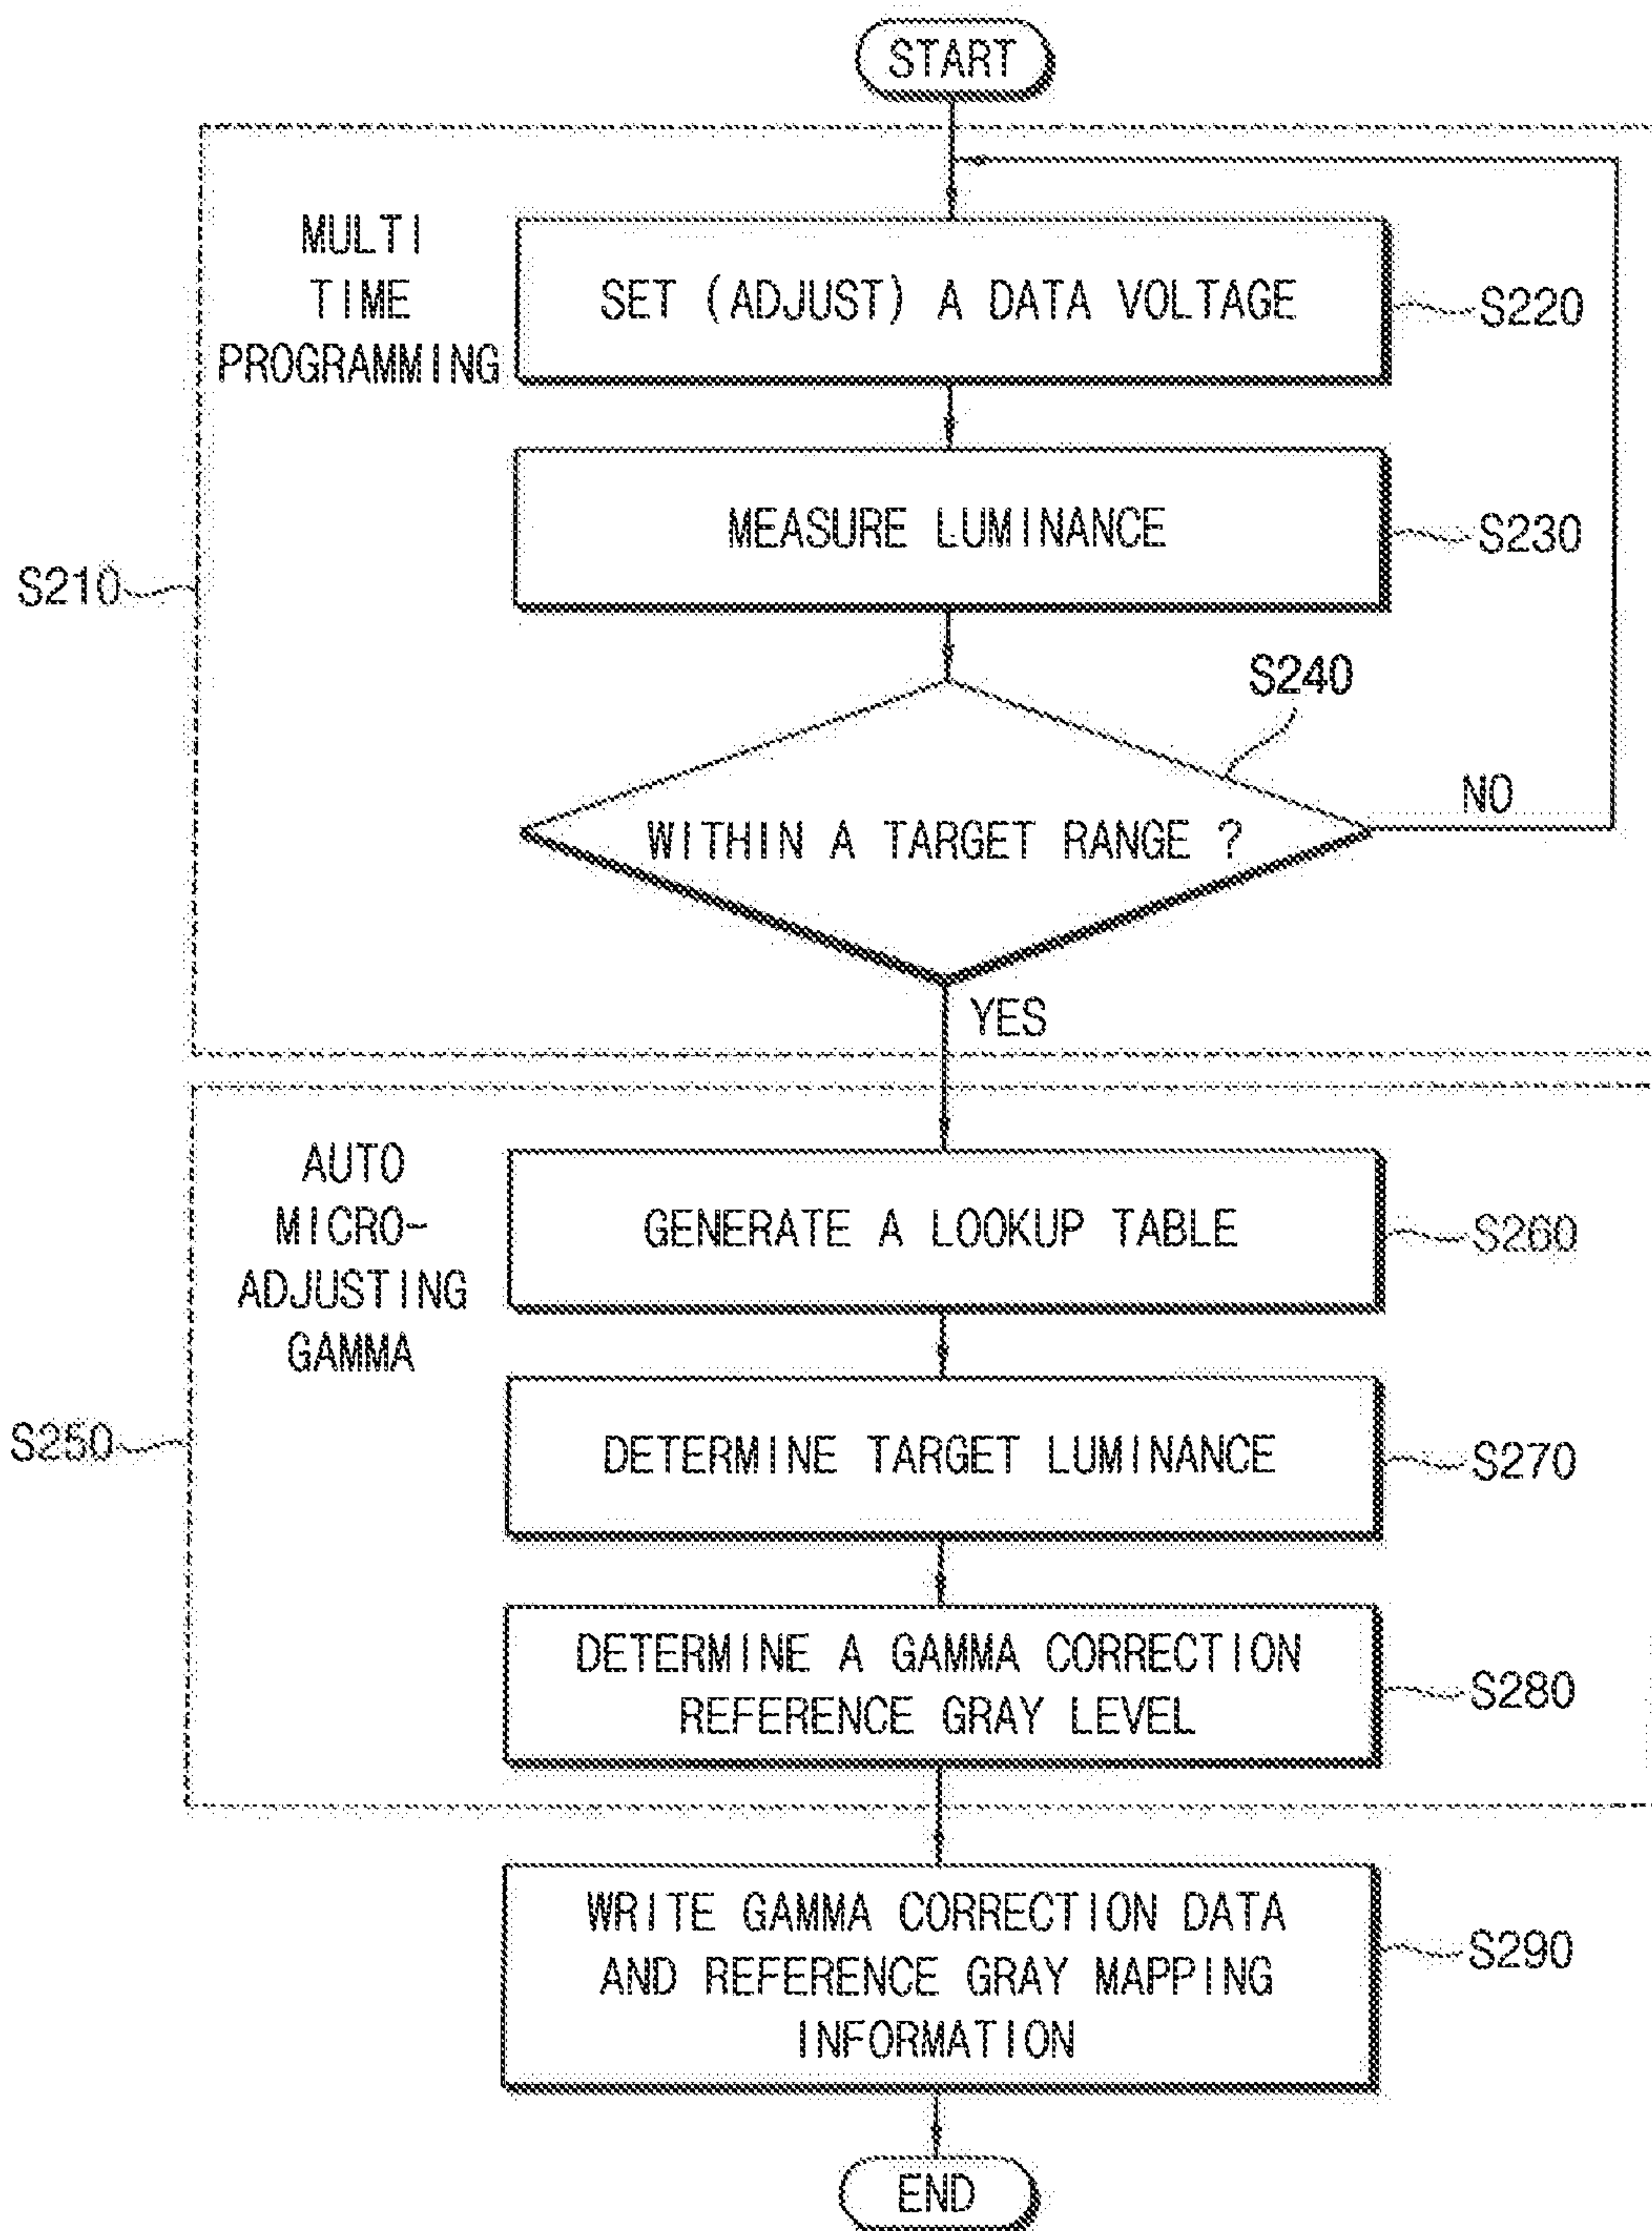 START
MULTI
TIME
PROGRAMMING
SET (ADJUST) A DATA VOLTAGE
S220
MEASURE LUMINANCE
S230
S210
S240
WITHIN A TARGET RANGE ?
NO
YES
AUTO
MICRO-
ADJUSTING
GAMMA
GENERATE A LOOKUP TABLE
S260
S250
DETERMINE TARGET LUMINANCE
S270
DETERMINE A GAMMA CORRECTION
REFERENCE GRAY LEVEL
S280
WRITE GAMMA CORRECTION DATA
AND REFERENCE GRAY MAPPING
INFORMATION
S290
END